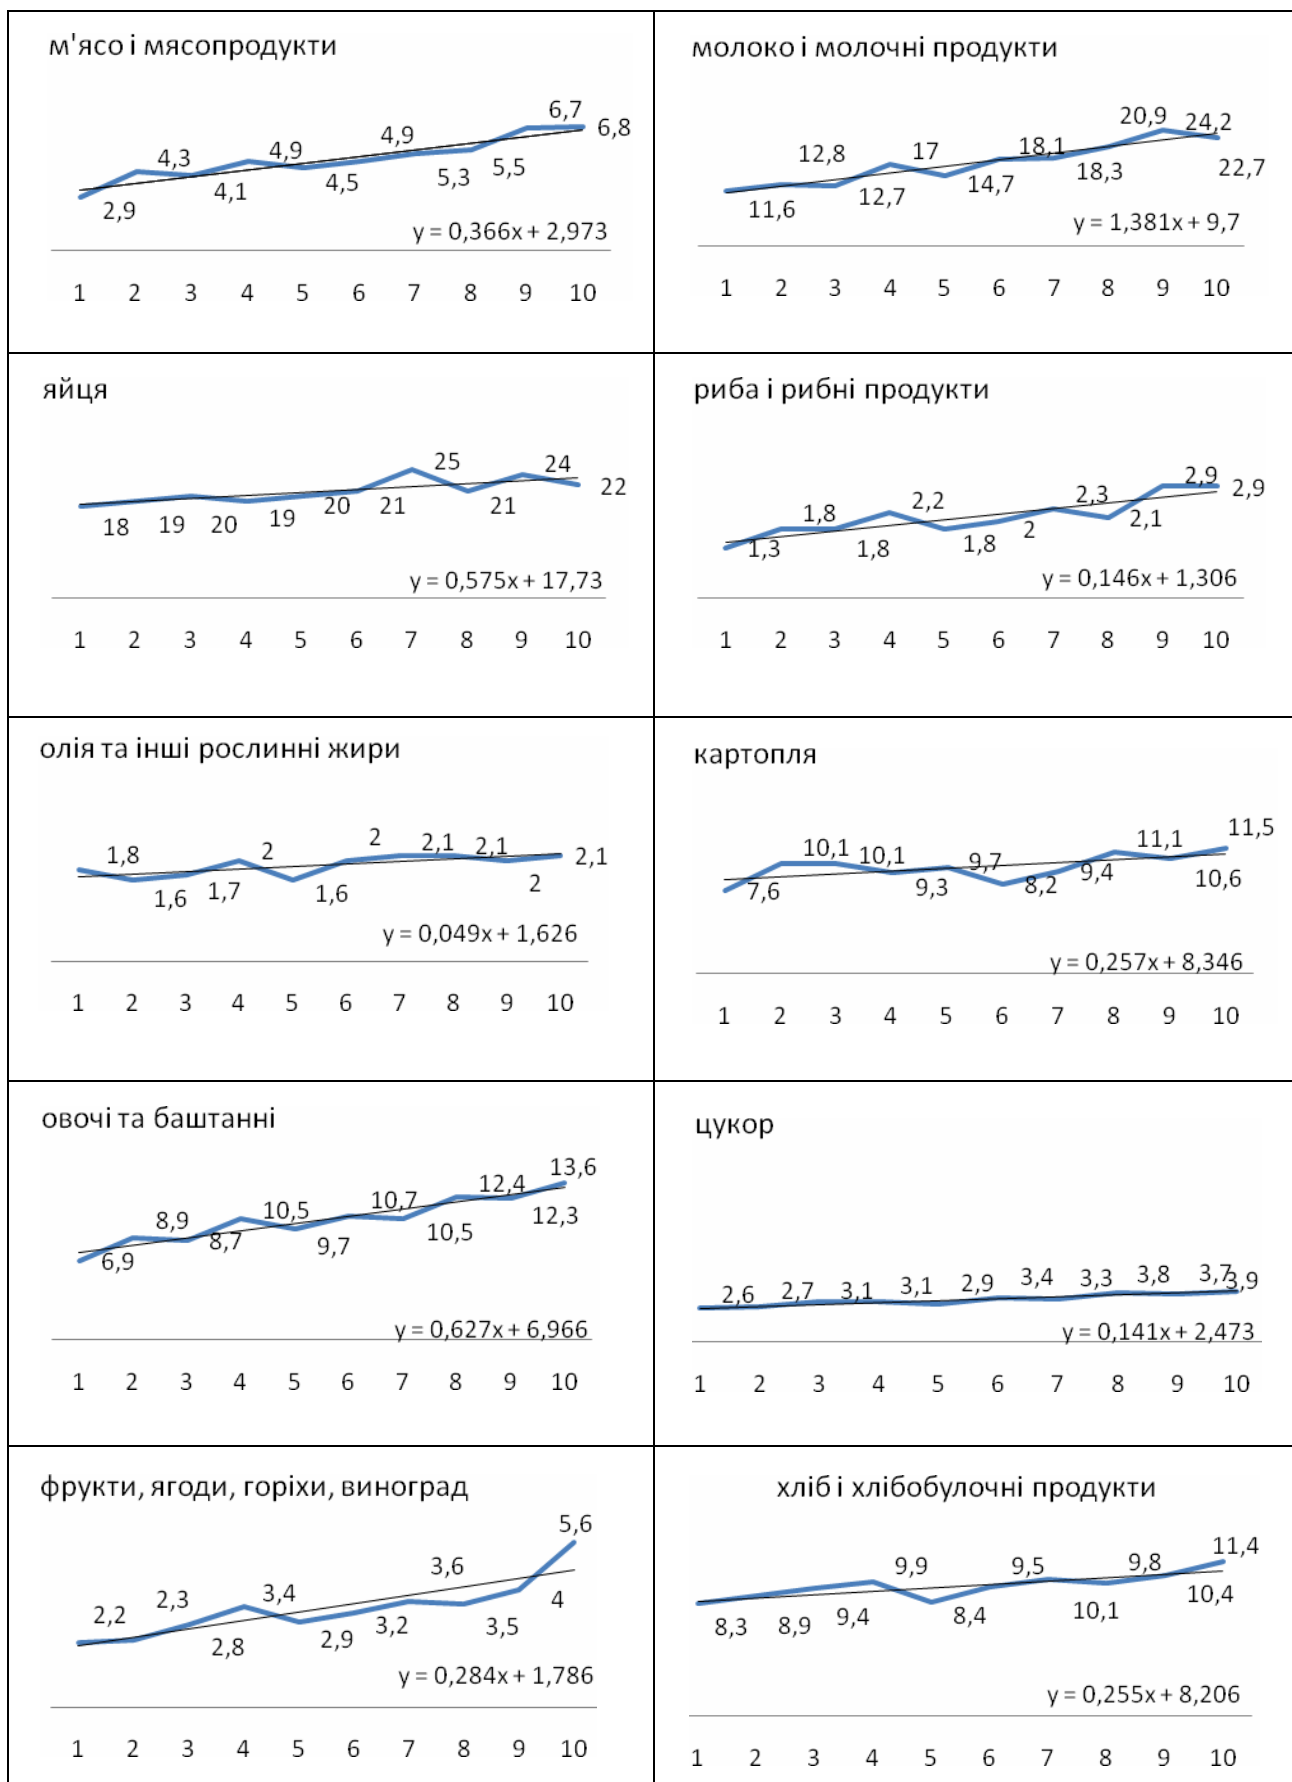 м'ясо і мясопродукти
6,7
6,8
4,9
4,9
4,3
5,5
5,3
4,5
4,1
2,9
y = 0,366x + 2,973
1 2 3 4 5 6 7 8 9 10
молоко і молочні продукти
20,9
24,2
18,1
17
12,8
22,7
18,3
14,7
12,7
11,6
y = 1,381x + 9,7
1 2 3 4 5 6 7 8 9 10
яйця
25
24
22
18 19 20 19 20 21 21
y = 0,575x + 17,73
1 2 3 4 5 6 7 8 9 10
риба і рибні продукти
2,9
2,9
2,3
2,2
1,8
2,1
2
1,8
1,8
1,3
y = 0,146x + 1,306
1 2 3 4 5 6 7 8 9 10
олія та інші рослинні жири
1,8 2 2 2,1 2,1 2,1
1,6 1,7 1,6 2
y = 0,049x + 1,626
1 2 3 4 5 6 7 8 9 10
картопля
11,5
11,1
10,1 10,1 9,7
7,6 9,3 8,2 9,4 10,6
y = 0,257x + 8,346
1 2 3 4 5 6 7 8 9 10
овочі та баштанні
13,6
12,4
10,7
10,5
8,9
12,3
10,5
9,7
8,7
6,9
y = 0,627x + 6,966
1 2 3 4 5 6 7 8 9 10
цукор
2,6 2,7 3,1 3,1 2,9 3,4 3,3 3,8 3,7 3,9
y = 0,141x + 2,473
1 2 3 4 5 6 7 8 9 10
фрукти, ягоди, горіхи, виноград
5,6
3,6
3,4
2,3
2,2
4
3,5
3,2
2,9
2,8
y = 0,284x + 1,786
1 2 3 4 5 6 7 8 9 10
хліб і хлібобулочні продукти
11,4
9,9 9,5 9,8
10,4
10,1
8,3 8,9 9,4 8,4
y = 0,255x + 8,206
1 2 3 4 5 6 7 8 9 10